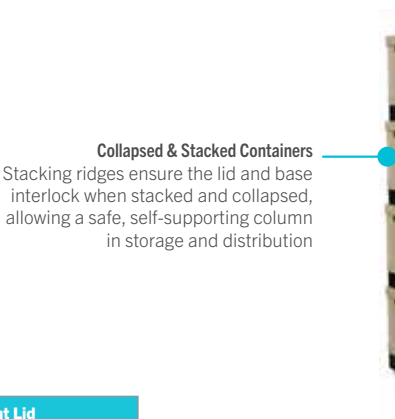 Collapsed & Stacked Containers
Stacking ridges ensure the lid and base
interlock when stacked and collapsed,
allowing a safe, self-supporting column
in storage and distribution
Lid